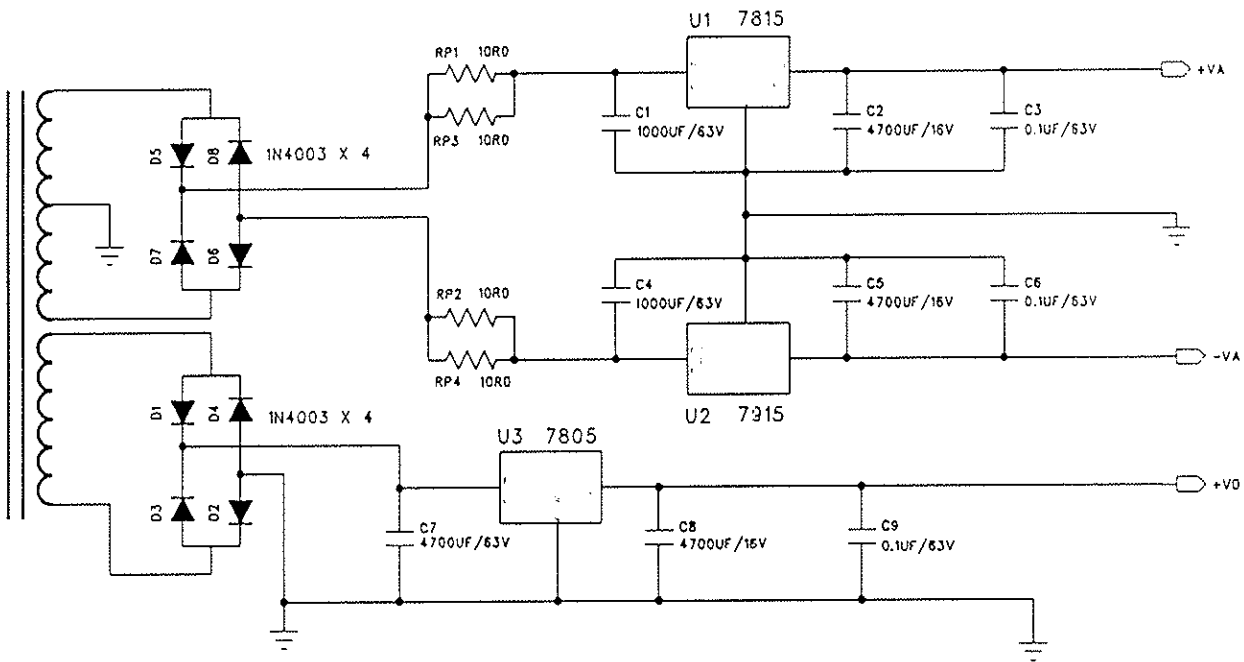 U1 7815
RP1 10R0
+VA
C1
1000UF/63V
C2
4700UF/16V
C3
0.1UF/63V
RP3 10R0
D5
D8
1N4003 X 4
D7
D6
C4
1000UF/63V
C5
4700UF/16V
C6
0.1UF/63V
RP2 10R0
-VA
RP4 10R0
U2 7915
D1
D4
1N4003 X 4
U3 7805
+VD
D3
D2
C7
4700UF/63V
C8
4700UF/16V
C9
0.1UF/63V